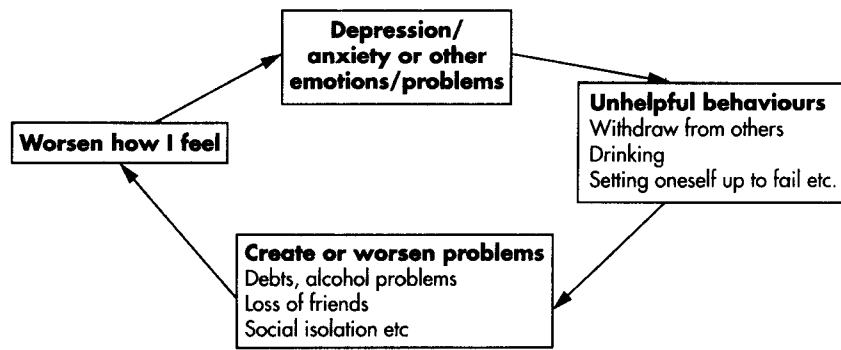 Depression/
anxiety or other
emotions/problems
Unhelpful behaviours
Withdraw from others
Drinking
Setting oneself up to fail etc.
Worsen how I feel
Create or worsen problems
Debts, alcohol problems
Loss of friends
Social isolation etc